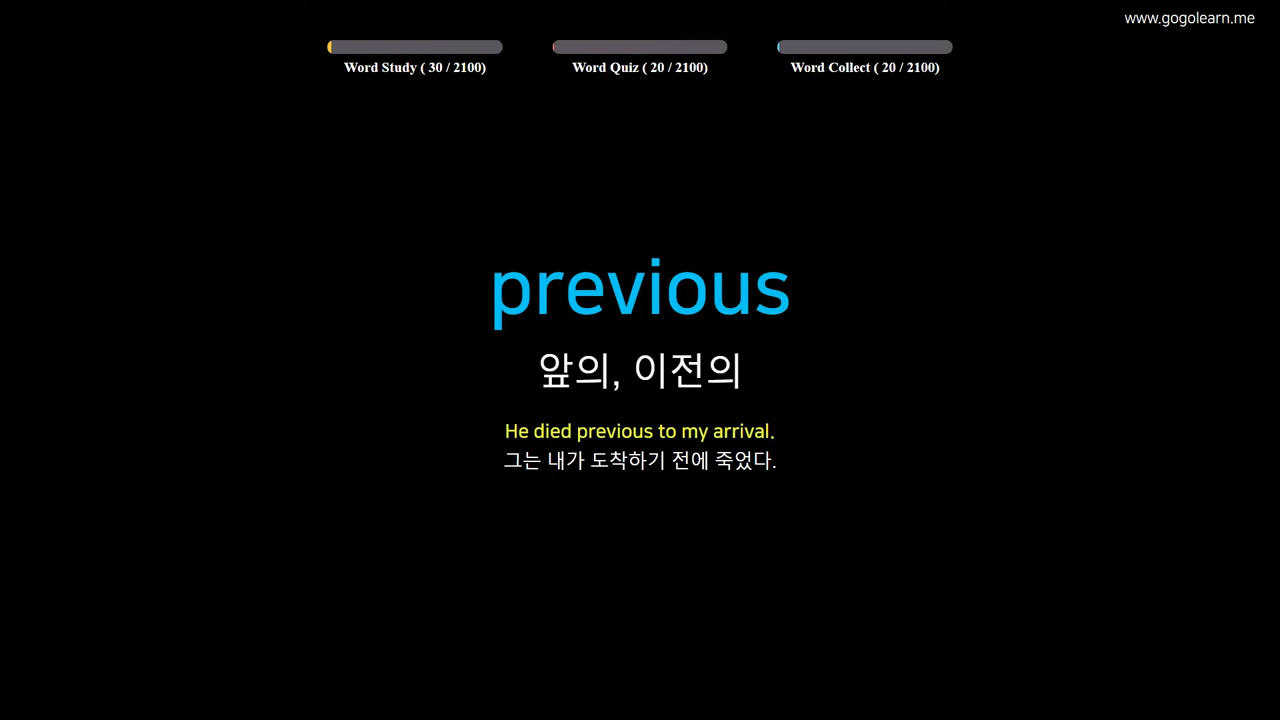 www.gogolearn.me
Word Study ( 30 / 2100)
Word Quiz ( 20 / 2100)
Word Collect ( 20 / 2100)
previous
앞의, 이전의
He died previous to my arrival.
그는 내가 도착하기 전에 죽었다.